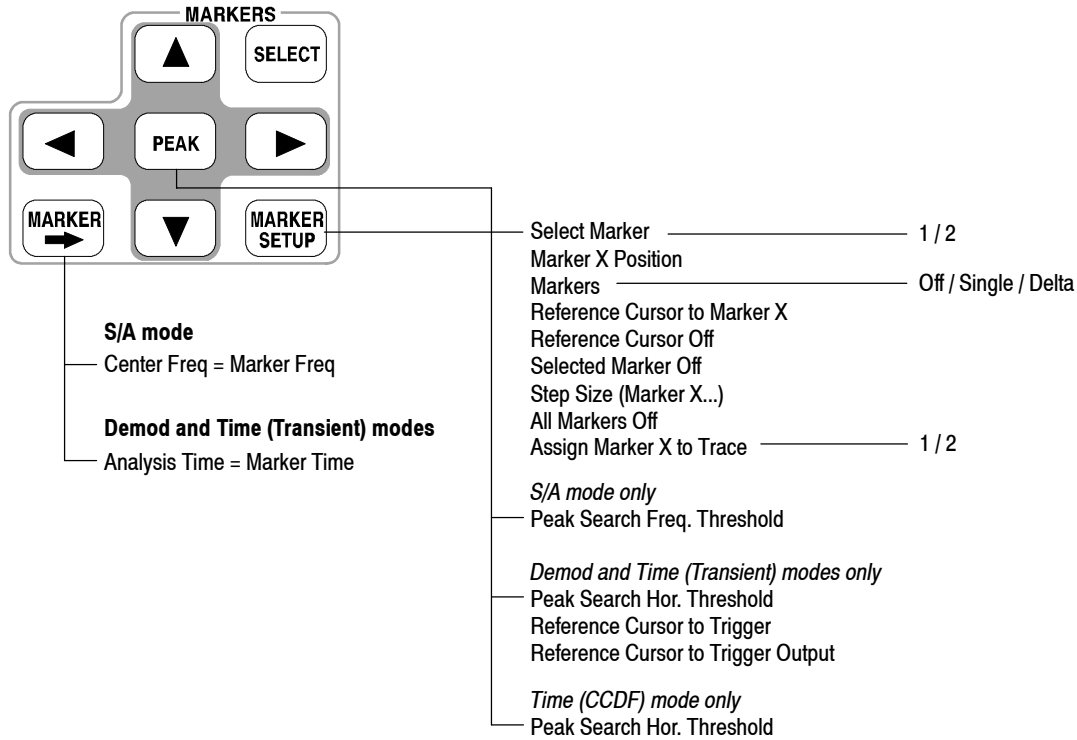 MARKERS
SELECT
PEAK
MARKER
MARKER
SETUP
Select Marker
1 / 2
Marker X Position
Markers
Off / Single / Delta
Reference Cursor to Marker X
Reference Cursor Off
Selected Marker Off
Step Size (Marker X...)
All Markers Off
Assign Marker X to Trace
1 / 2
S/A mode
Center Freq = Marker Freq
Demod and Time (Transient) modes
Analysis Time = Marker Time
S/A mode only
Peak Search Freq. Threshold
Demod and Time (Transient) modes only
Peak Search Hor. Threshold
Reference Cursor to Trigger
Reference Cursor to Trigger Output
Time (CCDF) mode only
Peak Search Hor. Threshold